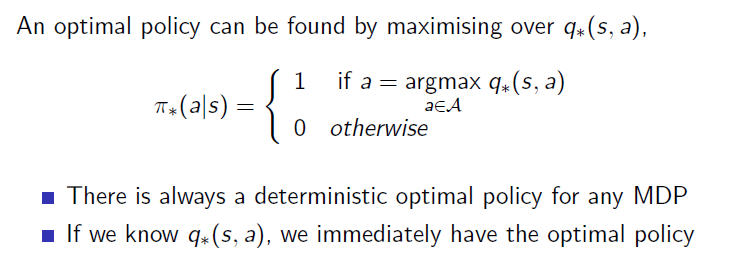 An optimal policy can be found by maximising over q∗(s, a),
π∗(a|s) = { 1 if a = argmax q∗(s, a)
a∈𝒜
0 otherwise
There is always a deterministic optimal policy for any MDP
If we know q∗(s, a), we immediately have the optimal policy